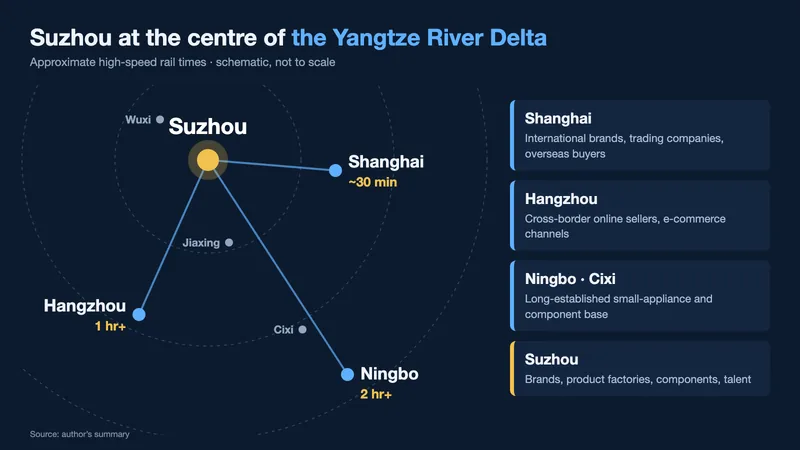 Suzhou at the centre of the Yangtze River Delta
Approximate high-speed rail times · schematic, not to scale
Wuxi
Suzhou
Shanghai
~30 min
Jiaxing
Hangzhou
1 hr+
Cixi
Ningbo
2 hr+
Shanghai
International brands, trading companies,
overseas buyers
Hangzhou
Cross-border online sellers, e-commerce
channels
Ningbo · Cixi
Long-established small-appliance and
component base
Suzhou
Brands, product factories, components, talent
Source: author's summary